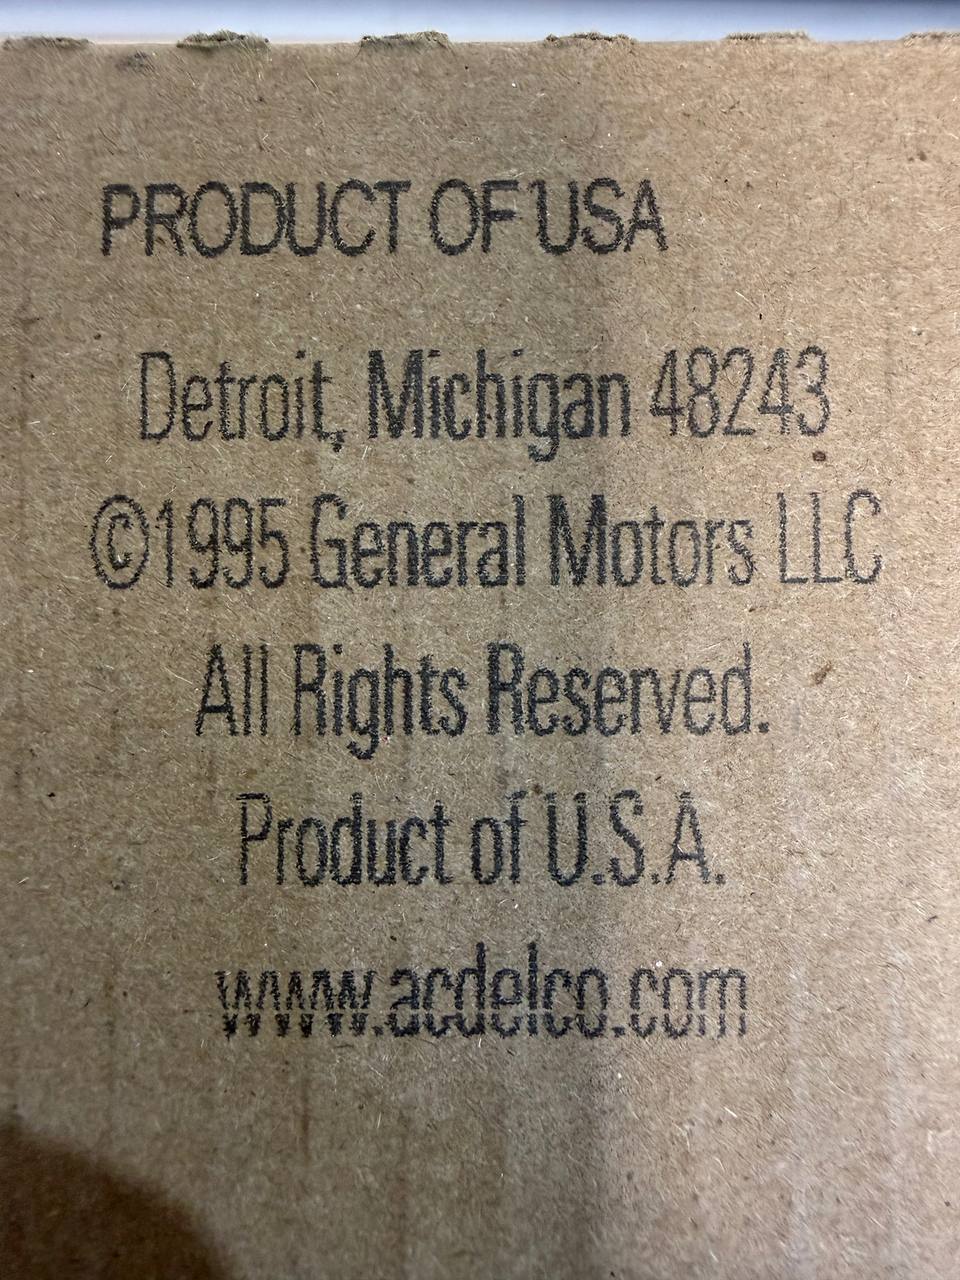 PRODUCT OF USA
Detroit, Michigan 48243
©1995 General Motors LLC
All Rights Reserved.
Product of U.S.A.
www.acdelco.com